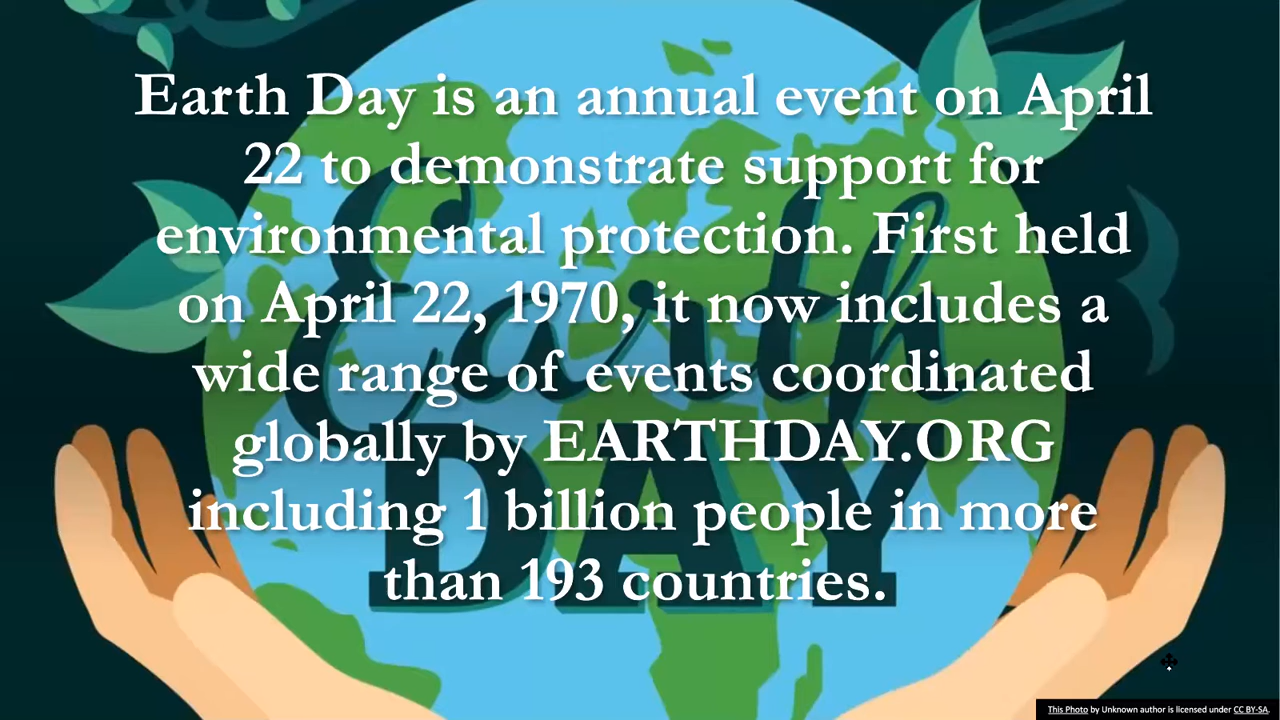 Earth Day is an annual event on April
22 to demonstrate support for
environmental protection. First held
on April 22, 1970, it now includes a
wide range of events coordinated
globally by EARTHDAY.ORG
including 1 billion people in more
than 193 countries.
Earth
DAY
This Photo by Unknown author is licensed under CC BY-SA.